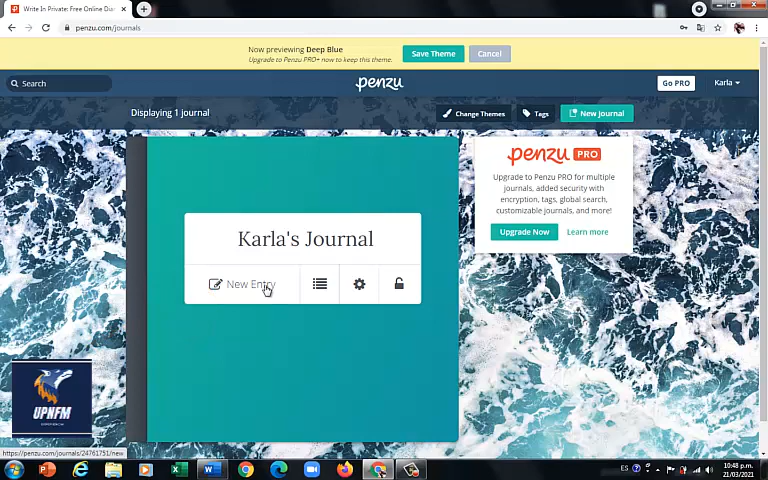 Write In Private: Free Online Dia
penzu.com/journals
Now previewing Deep Blue
Upgrade to Penzu PRO+ now to keep this theme.
Save Theme
Cancel
Search
penzu
Go PRO
Karla
Displaying 1 journal
Change Themes
Tags
New Journal
penzu PRO
Upgrade to Penzu PRO for multiple
journals, added security with
encryption, tags, global search,
customizable journals, and more!
Upgrade Now
Learn more
Karla's Journal
New Entry
UPNFM
https://penzu.com/journals/24761751/new
ES
10:48 p.m.
21/03/2021